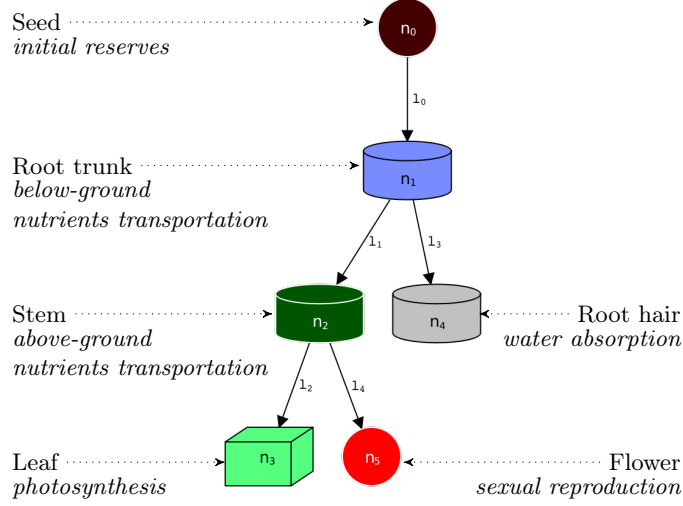 Seed
initial reserves
n₀
l₀
Root trunk
below-ground
nutrients transportation
n₁
l₁
l₃
Stem
above-ground
nutrients transportation
n₂
n₄
Root hair
water absorption
l₂
l₄
Leaf
photosynthesis
n₃
n₅
Flower
sexual reproduction